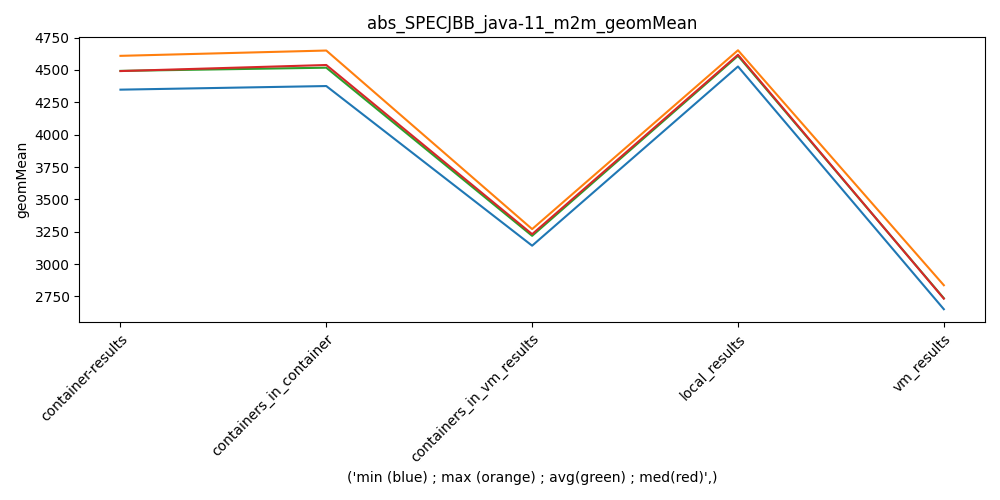 abs_SPECJBB_java-11_m2m_geomMean
geomMean
4750
4500
4250
4000
3750
3500
3250
3000
2750
container-results
containers_in_container
containers_in_vm_results
local_results
vm_results
('min (blue) ; max (orange) ; avg(green) ; med(red)',)